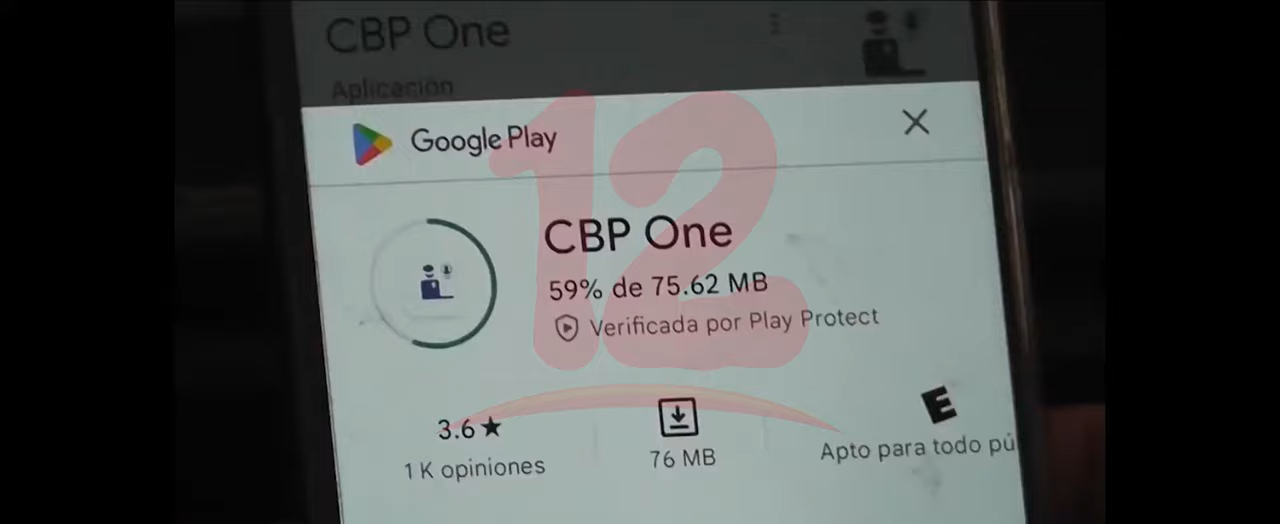 CBP One
Aplicación
Google Play
CBP One
59% de 75.62 MB
Verificada por Play Protect
3.6★
1 K opiniones
76 MB
E
Apto para todo pú
12